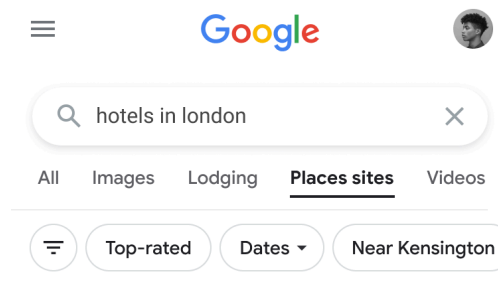 Google
hotels in london
All Images Lodging Places sites Videos
Top-rated Dates Near Kensington